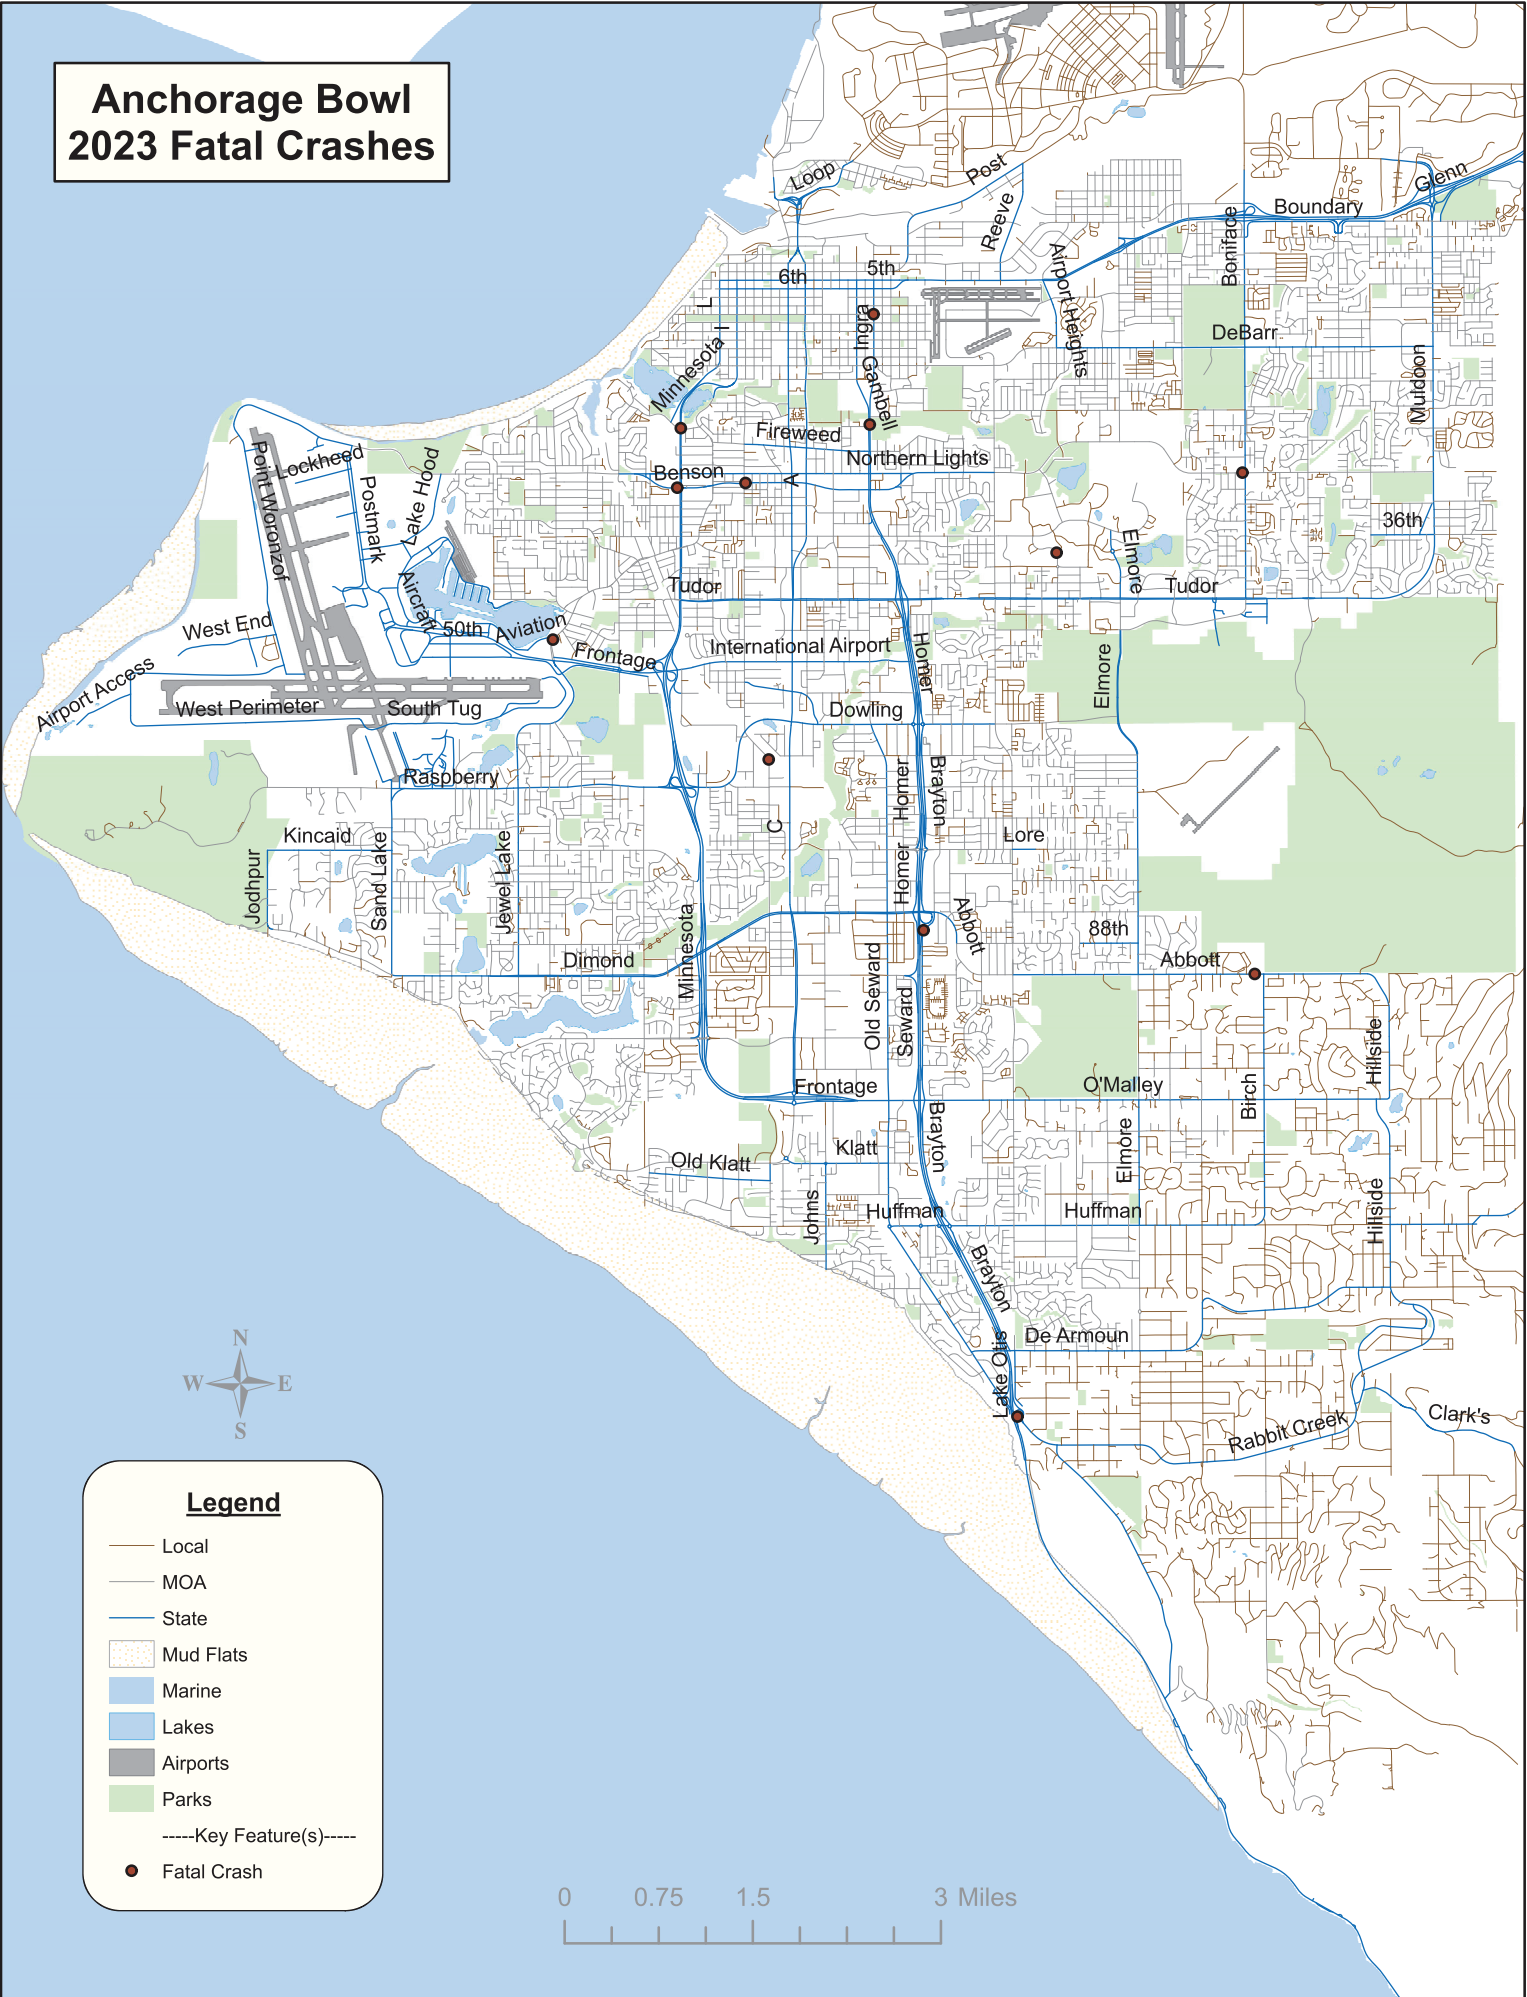 Anchorage Bowl
2023 Fatal Crashes
Loop
Post
Glenn
Reeve
Boundary
Boniface
5th
6th
Airport Heights
L
I
Ingra
DeBarr
Minnesota
Gambell
Muldoon
Fireweed
Northern Lights
Point Woronzof
Lockheed
Lake Hood
Benson
A
Postmark
36th
Elmore
Aircraft
Tudor
Tudor
West End
50th
Aviation
Frontage
International Airport
Homer
Elmore
Airport Access
West Perimeter
South Tug
Dowling
Raspberry
Homer
Brayton
C
Kincaid
Lore
Jodhpur
Sand Lake
Jewel Lake
Homer
Minnesota
Abbott
88th
Dimond
Abbott
Old Seward
Seward
Hillside
Frontage
O'Malley
Birch
Brayton
Klatt
Elmore
Old Klatt
Johns
Huffman
Huffman
Hillside
Brayton
De Armoun
Lake Otis
Rabbit Creek
Clark's
N
W
E
S
Legend
Local
MOA
State
Mud Flats
Marine
Lakes
Airports
Parks
-----Key Feature(s)-----
Fatal Crash
0 0.75 1.5 3 Miles